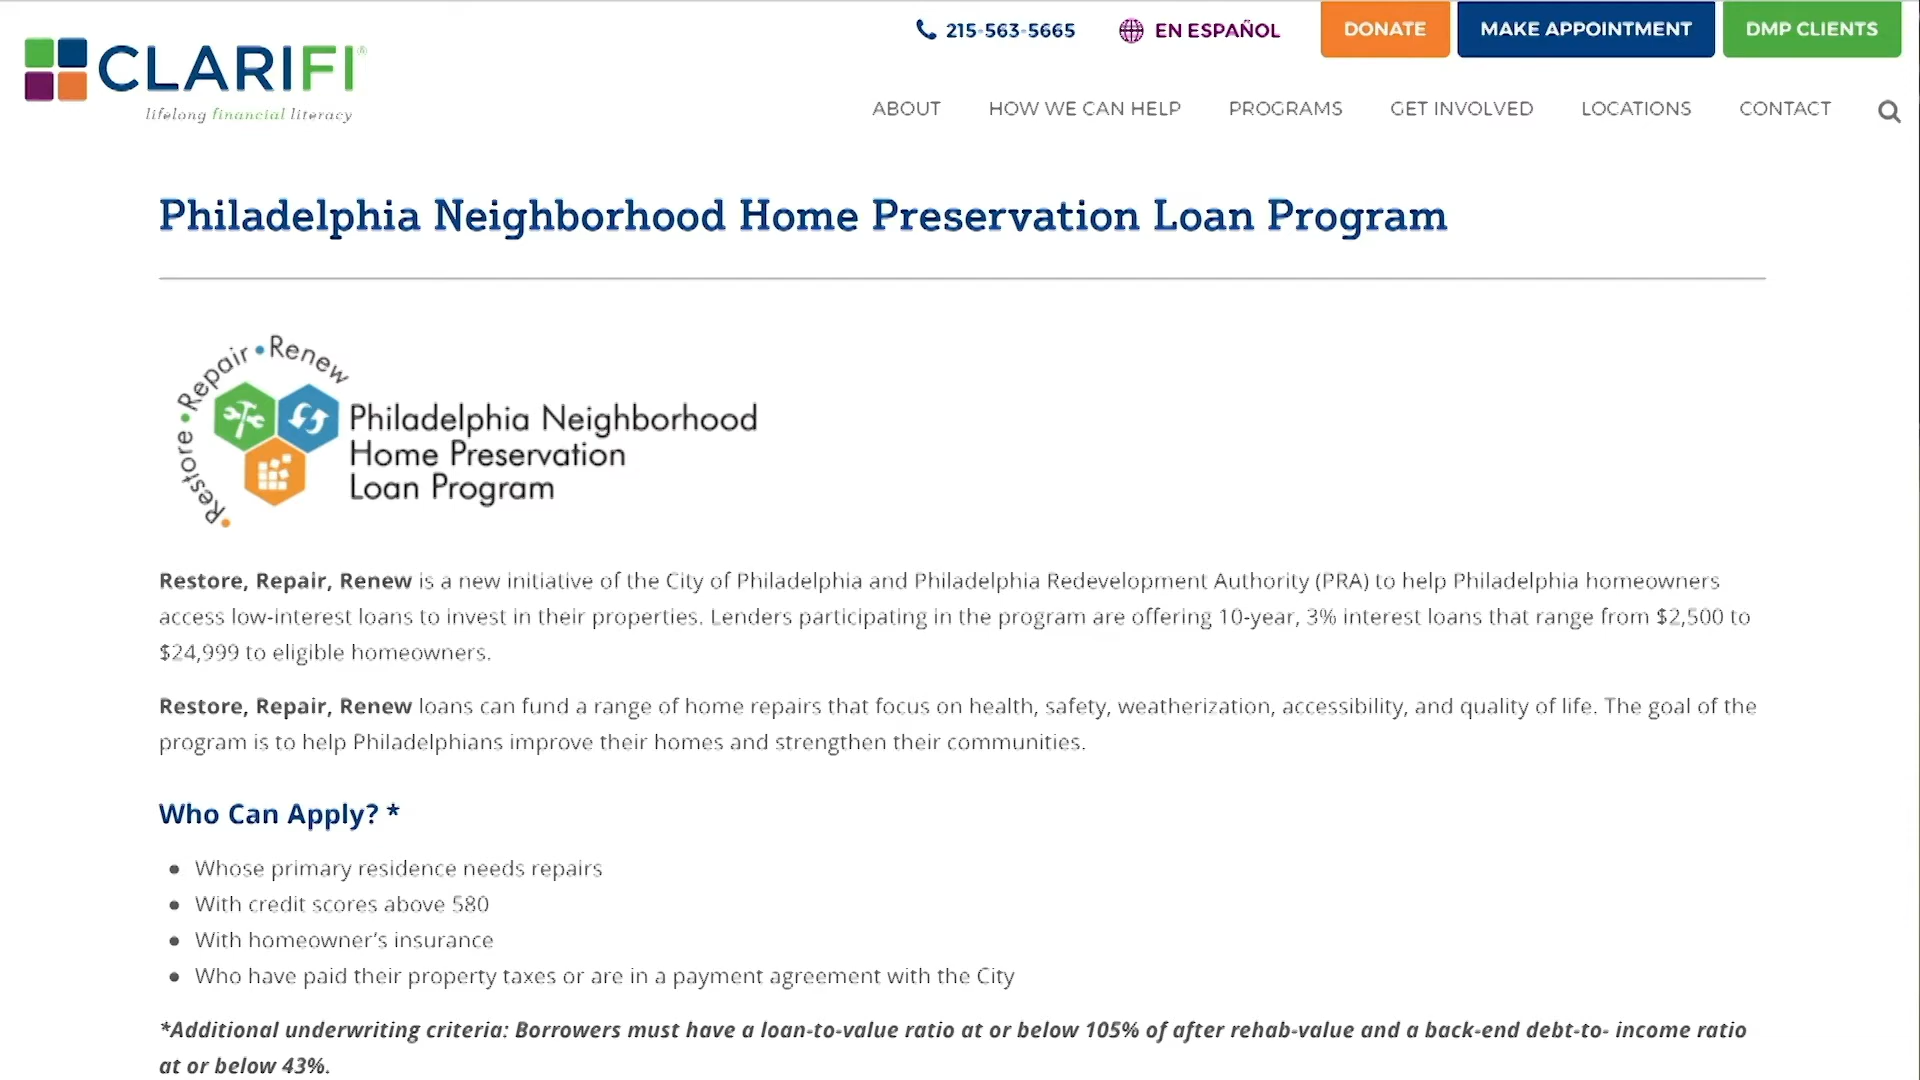 215-563-5665 EN ESPAÑOL DONATE MAKE APPOINTMENT DMP CLIENTS
CLARIFI®
lifelong financial literacy
ABOUT HOW WE CAN HELP PROGRAMS GET INVOLVED LOCATIONS CONTACT
Philadelphia Neighborhood Home Preservation Loan Program
Restore • Repair • Renew
Philadelphia Neighborhood
Home Preservation
Loan Program
Restore, Repair, Renew is a new initiative of the City of Philadelphia and Philadelphia Redevelopment Authority (PRA) to help Philadelphia homeowners
access low-interest loans to invest in their properties. Lenders participating in the program are offering 10-year, 3% interest loans that range from $2,500 to
$24,999 to eligible homeowners.
Restore, Repair, Renew loans can fund a range of home repairs that focus on health, safety, weatherization, accessibility, and quality of life. The goal of the
program is to help Philadelphians improve their homes and strengthen their communities.
Who Can Apply? *
• Whose primary residence needs repairs
• With credit scores above 580
• With homeowner's insurance
• Who have paid their property taxes or are in a payment agreement with the City
*Additional underwriting criteria: Borrowers must have a loan-to-value ratio at or below 105% of after rehab-value and a back-end debt-to- income ratio
at or below 43%.